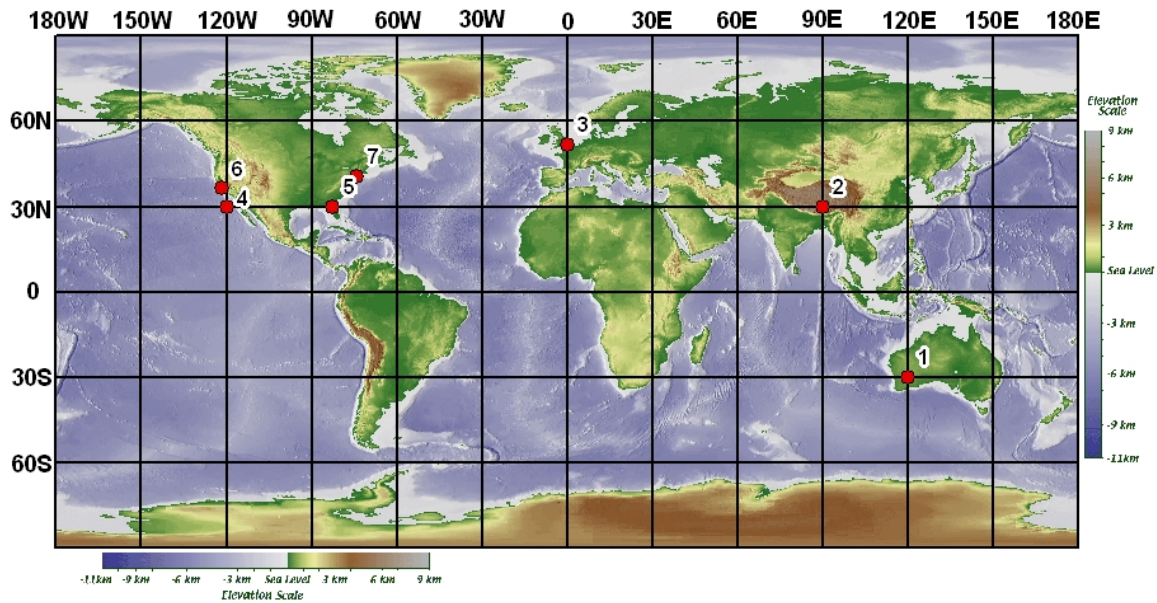 180W 150W 120W 90W 60W 30W 0 30E 60E 90E 120E 150E 180E
60N
30N
0
30S
60S
3
7
6
5
4
2
1
Elevation
Scale
9 km
6 km
3 km
Sea Level
-3 km
-6 km
-9 km
-11km
-11km -9 km -6 km -3 km Sea Level 3 km 6 km 9 km
Elevation Scale